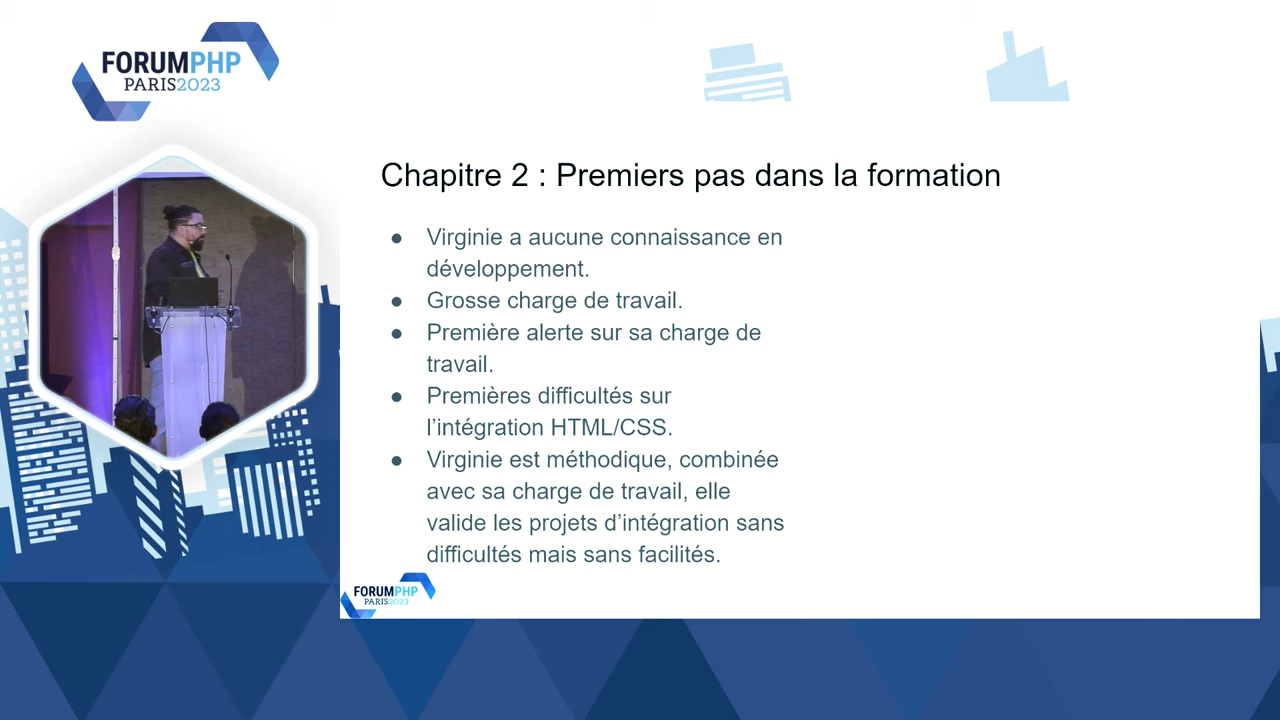 FORUMPHP
PARIS2023
Chapitre 2 : Premiers pas dans la formation
● Virginie a aucune connaissance en
développement.
● Grosse charge de travail.
● Première alerte sur sa charge de
travail.
● Premières difficultés sur
l’intégration HTML/CSS.
● Virginie est méthodique, combinée
avec sa charge de travail, elle
valide les projets d’intégration sans
difficultés mais sans facilités.
FORUMPHP
PARIS2023